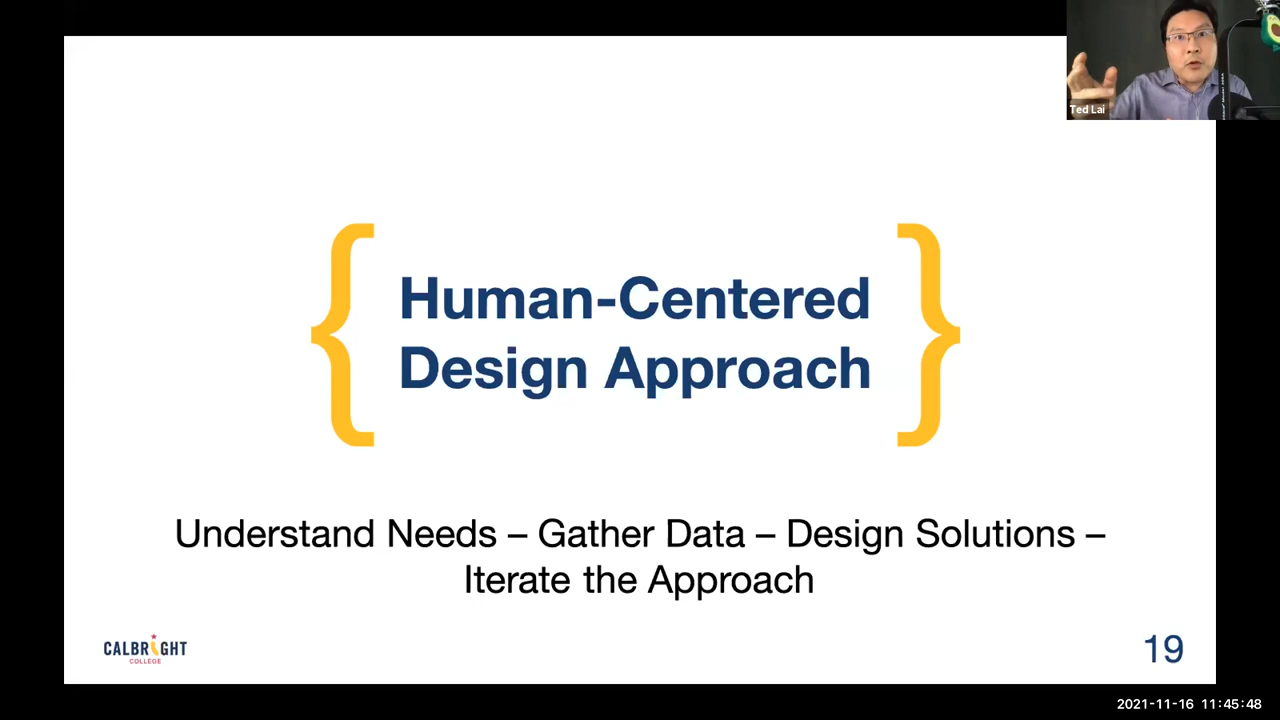 Ted Lai
Human-Centered
Design Approach
Understand Needs – Gather Data – Design Solutions –
Iterate the Approach
CALBRIGHT
COLLEGE
19
2021-11-16 11:45:48